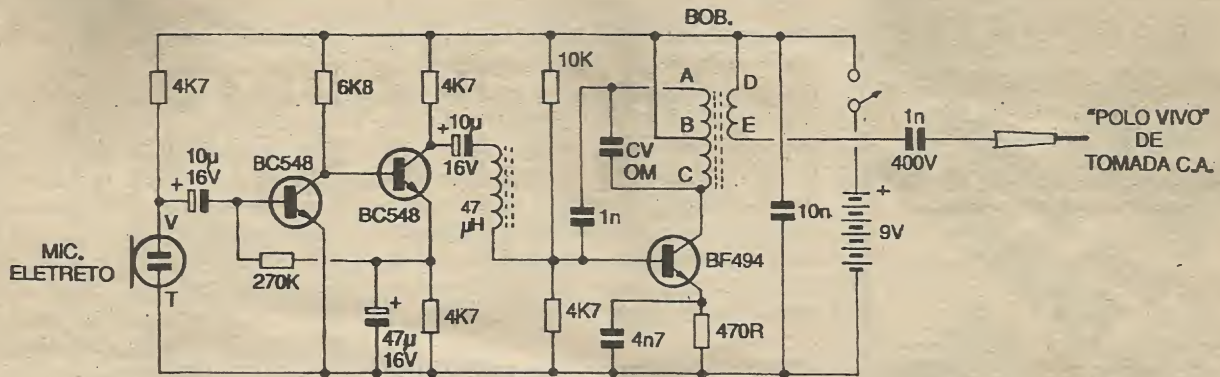 BOB.
4K7
6K8
4K7
10K
A
D
B
E
C
10µ
16V
BC548
10µ
16V
BC548
47
µH
CV
OM
1n
1n
400V
"POLO VIVO"
DE
TOMADA C.A.
V
T
MIC.
ELETRETO
270K
47µ
16V
4K7
4K7
4n7
470R
BF494
10n
9V
+
+
+
+